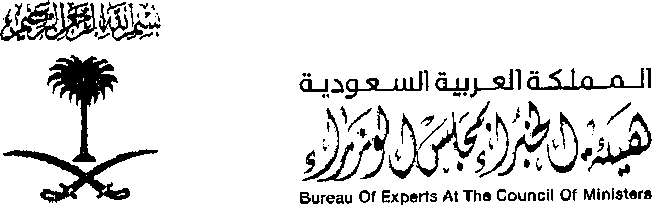 بسم الله الرحمن الرحيم
المملكة العربية السعودية
هيئة الخبراء بمجلس الوزراء
Bureau Of Experts At The Council Of Ministers